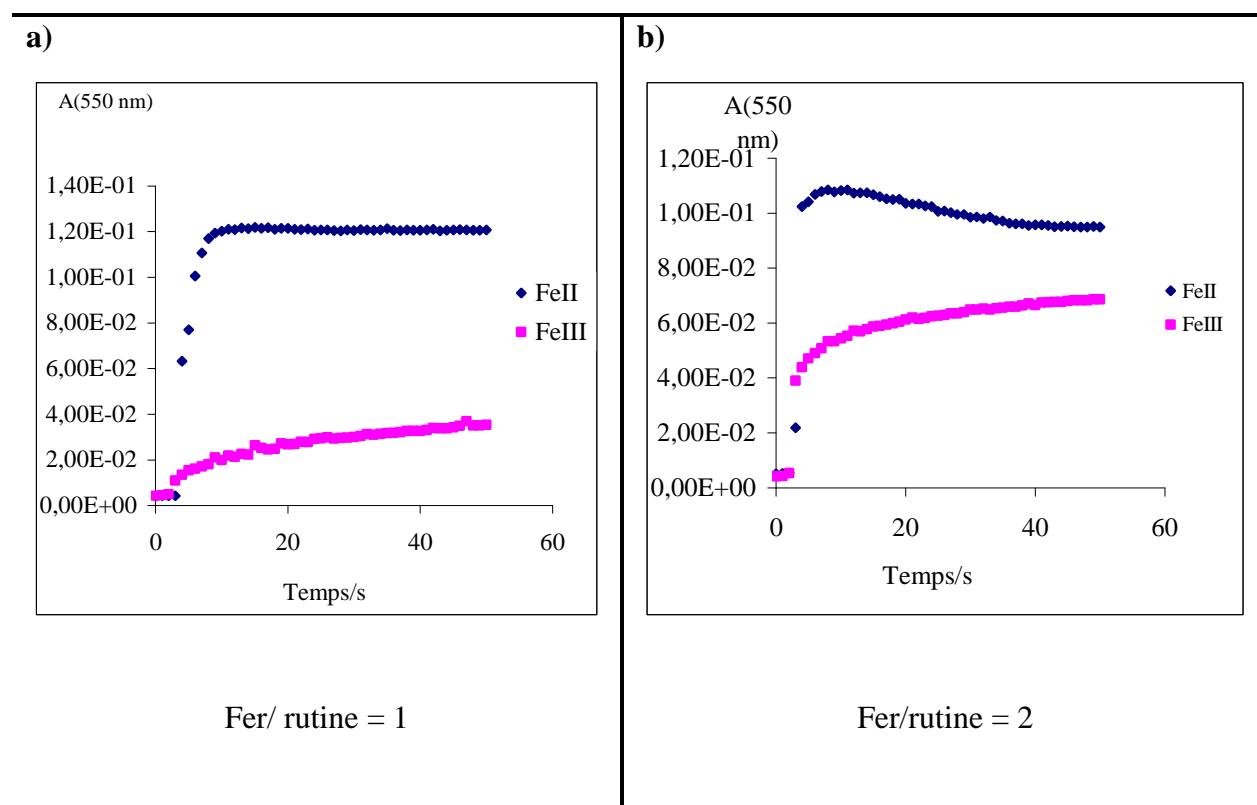 a)
A(550 nm)
1,40E-01
1,20E-01
1,00E-01
8,00E-02
6,00E-02
4,00E-02
2,00E-02
0,00E+00
0 20 40 60
Temps/s
FeII
FeIII
Fer/ rutine = 1
b)
A(550
nm)
1,20E-01
1,00E-01
8,00E-02
6,00E-02
4,00E-02
2,00E-02
0,00E+00
0 20 40 60
Temps/s
FeII
FeIII
Fer/rutine = 2